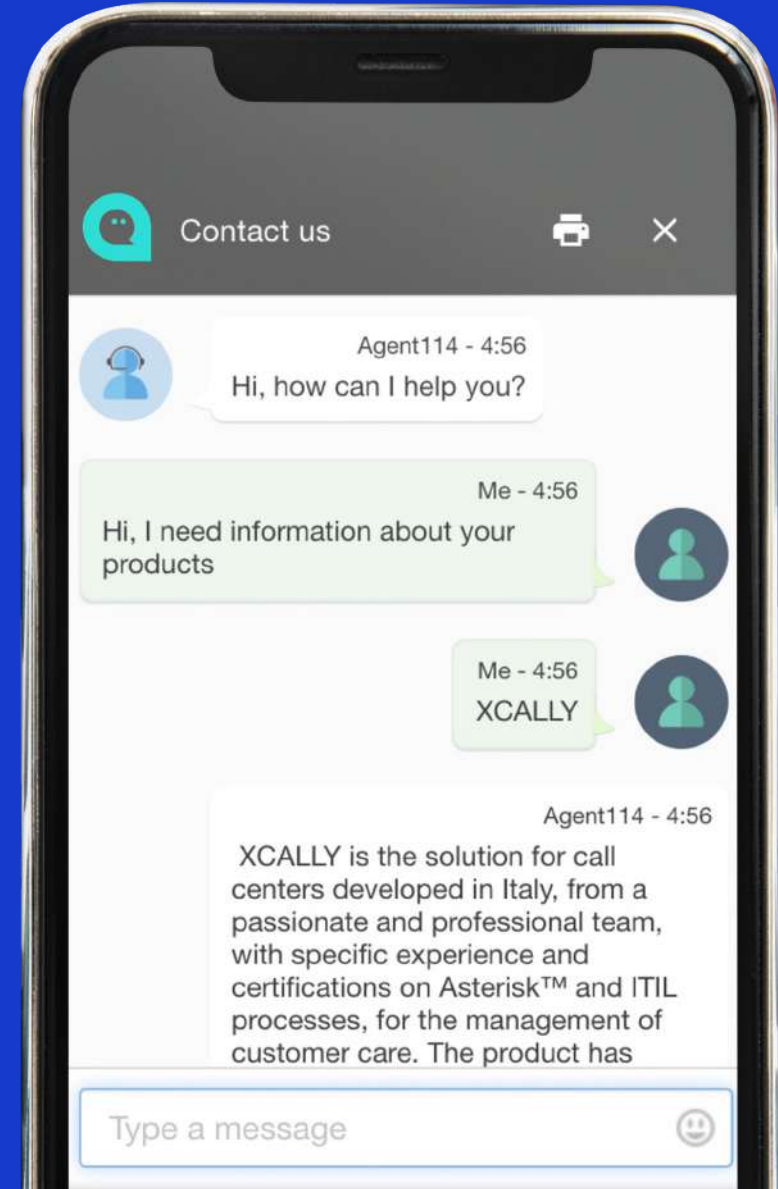 Contact us
Agent114 - 4:56
Hi, how can I help you?
Me - 4:56
Hi, I need information about your
products
Me - 4:56
XCALLY
Agent114 - 4:56
XCALLY is the solution for call
centers developed in Italy, from a
passionate and professional team,
with specific experience and
certifications on Asterisk™ and ITIL
processes, for the management of
customer care. The product has
Type a message